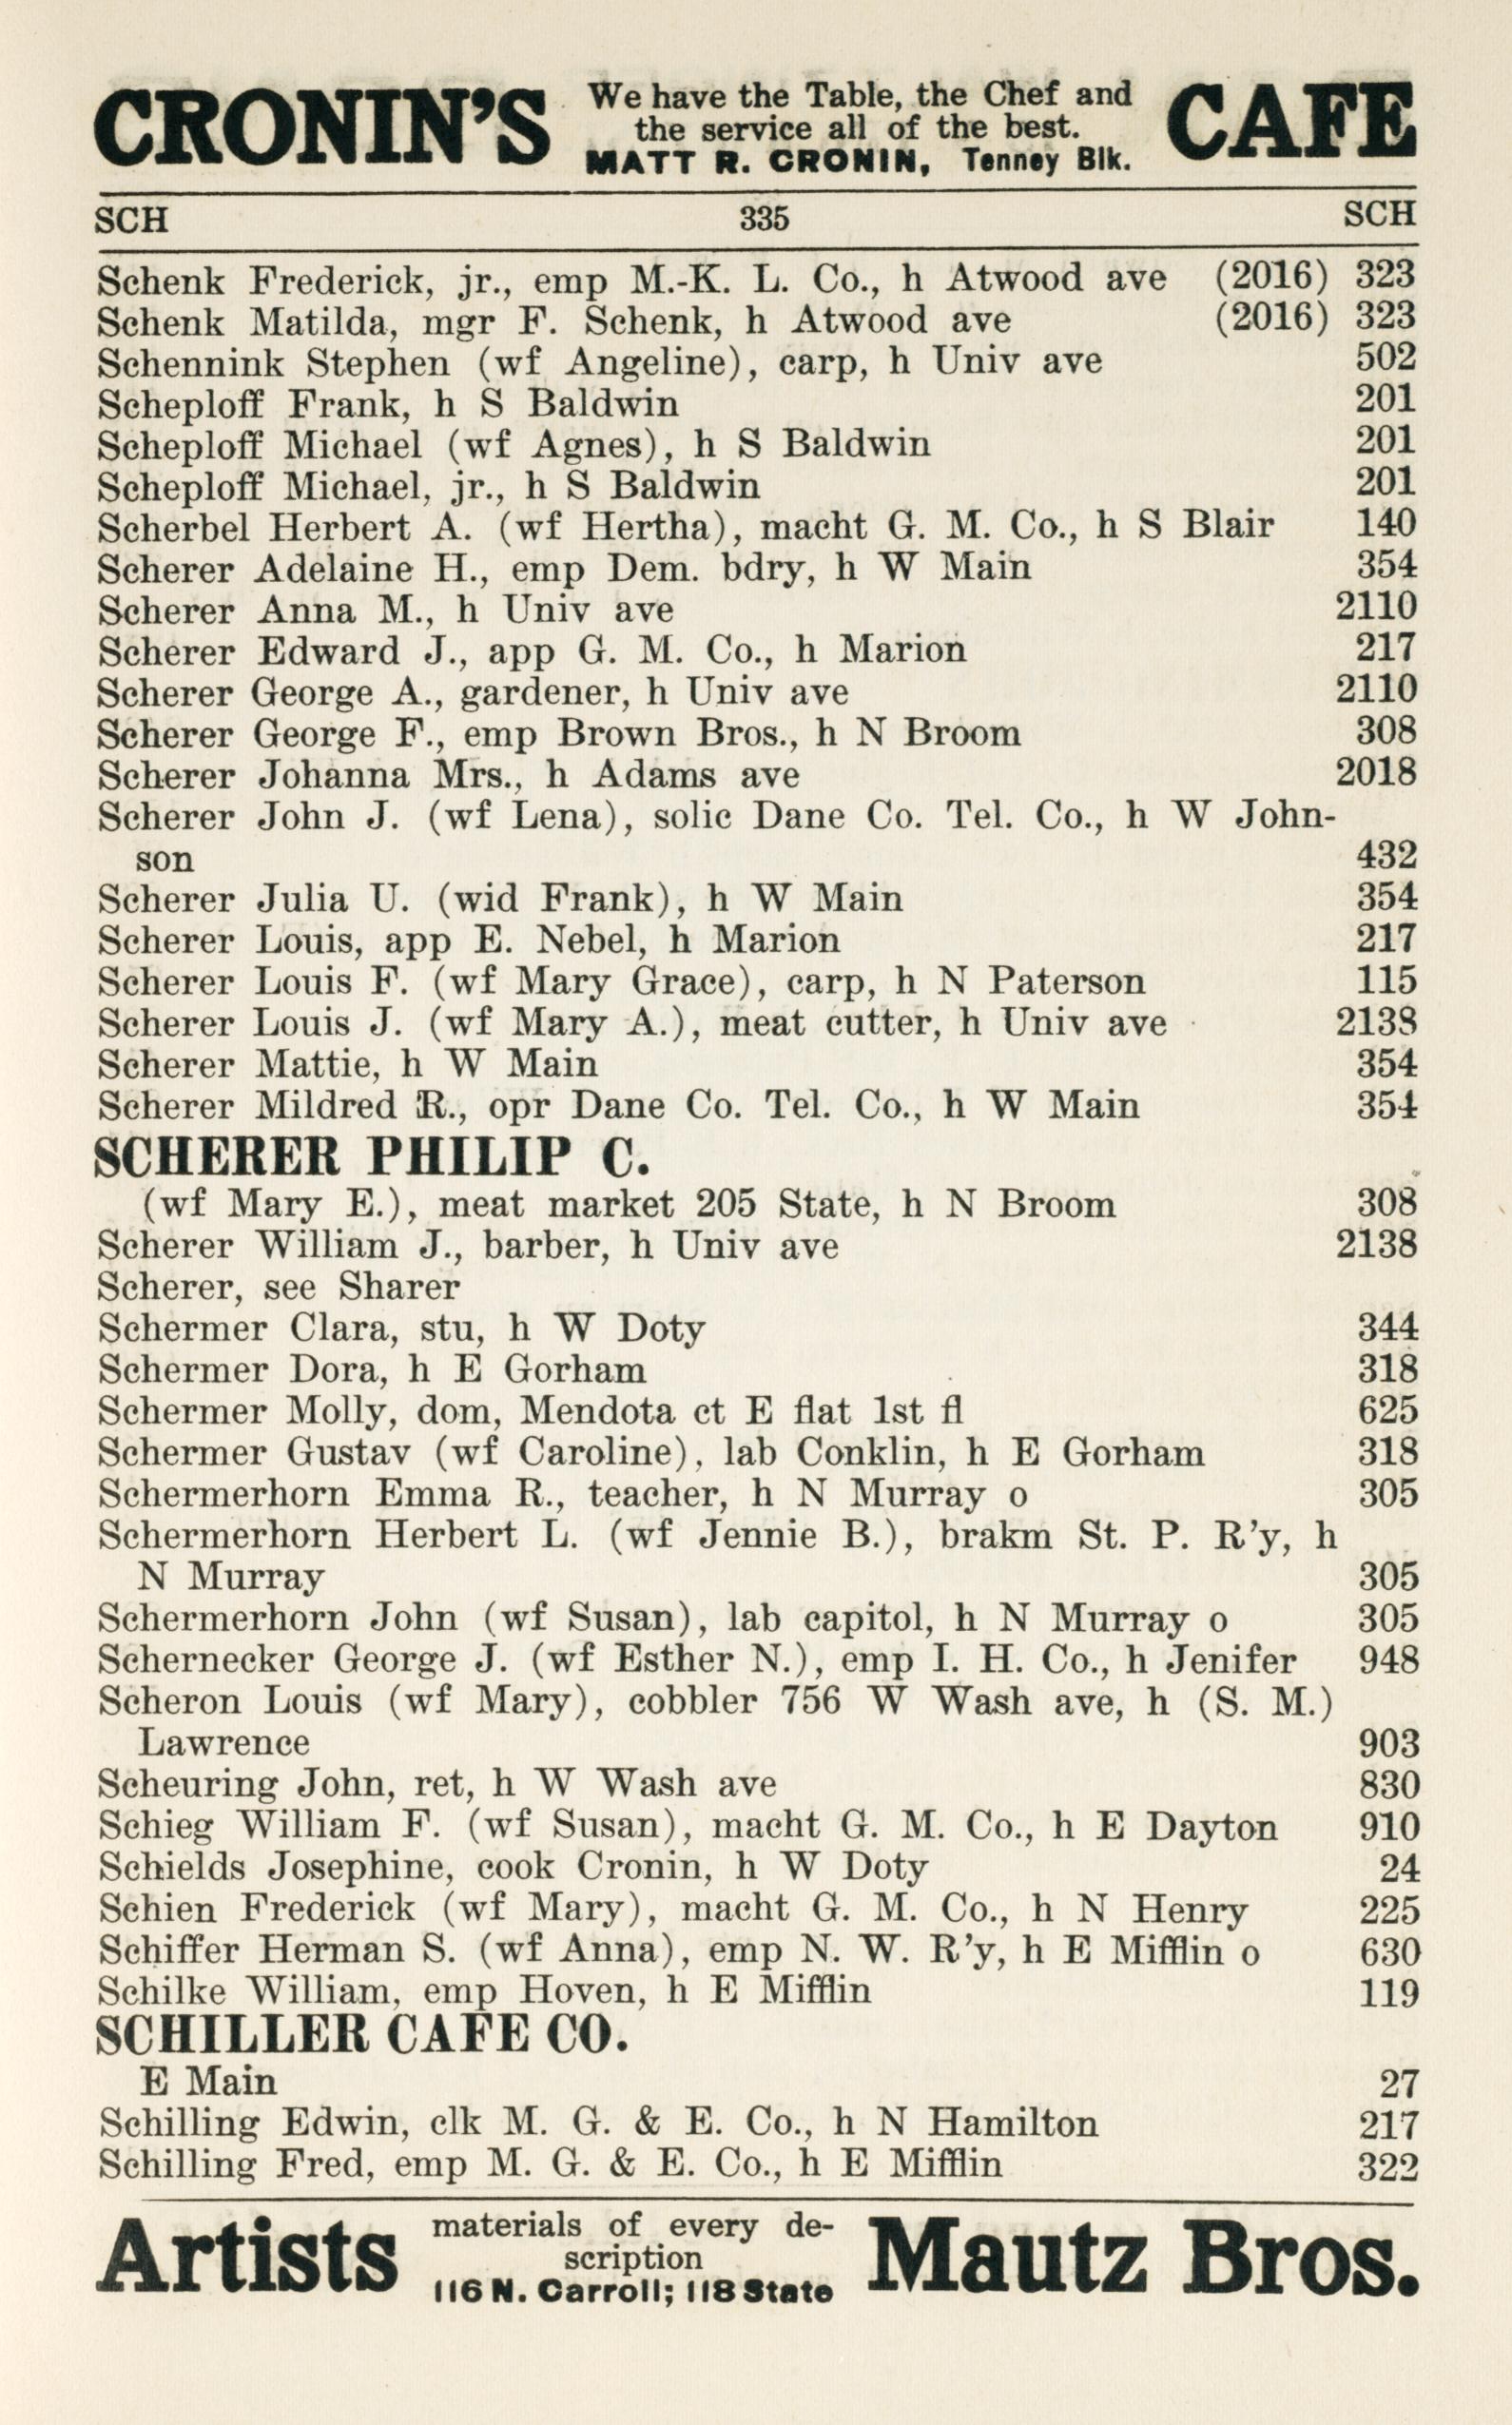 CRONIN'S We have the Table, the Chef and CAFE
the service all of the best.
MATT R. CRONIN, Tenney Blk.
SCH 335 SCH
Schenk Frederick, jr., emp M.-K. L. Co., h Atwood ave (2016) 323
Schenk Matilda, mgr F. Schenk, h Atwood ave (2016) 323
Schennink Stephen (wf Angeline), carp, h Univ ave 502
Scheploff Frank, h S Baldwin 201
Scheploff Michael (wf Agnes), h S Baldwin 201
Scheploff Michael, jr., h S Baldwin 201
Scherbel Herbert A. (wf Hertha), macht G. M. Co., h S Blair 140
Scherer Adelaine H., emp Dem. bdry, h W Main 354
Scherer Anna M., h Univ ave 2110
Scherer Edward J., app G. M. Co., h Marion 217
Scherer George A., gardener, h Univ ave 2110
Scherer George F., emp Brown Bros., h N Broom 308
Scherer Johanna Mrs., h Adams ave 2018
Scherer John J. (wf Lena), solic Dane Co. Tel. Co., h W John-
son 432
Scherer Julia U. (wid Frank), h W Main 354
Scherer Louis, app E. Nebel, h Marion 217
Scherer Louis F. (wf Mary Grace), carp, h N Paterson 115
Scherer Louis J. (wf Mary A.), meat cutter, h Univ ave 2138
Scherer Mattie, h W Main 354
Scherer Mildred R., opr Dane Co. Tel. Co., h W Main 354
SCHERER PHILIP C.
(wf Mary E.), meat market 205 State, h N Broom 308
Scherer William J., barber, h Univ ave 2138
Scherer, see Sharer
Schermer Clara, stu, h W Doty 344
Schermer Dora, h E Gorham 318
Schermer Molly, dom, Mendota ct E flat 1st fl 625
Schermer Gustav (wf Caroline), lab Conklin, h E Gorham 318
Schermerhorn Emma R., teacher, h N Murray o 305
Schermerhorn Herbert L. (wf Jennie B.), brakm St. P. R'y, h
N Murray 305
Schermerhorn John (wf Susan), lab capitol, h N Murray o 305
Schernecker George J. (wf Esther N.), emp I. H. Co., h Jenifer 948
Scheron Louis (wf Mary), cobbler 756 W Wash ave, h (S. M.)
Lawrence 903
Scheuring John, ret, h W Wash ave 830
Schieg William F. (wf Susan), macht G. M. Co., h E Dayton 910
Schields Josephine, cook Cronin, h W Doty 24
Schien Frederick (wf Mary), macht G. M. Co., h N Henry 225
Schiffer Herman S. (wf Anna), emp N. W. R'y, h E Mifflin o 630
Schilke William, emp Hoven, h E Mifflin 119
SCHILLER CAFE CO.
E Main 27
Schilling Edwin, clk M. G. & E. Co., h N Hamilton 217
Schilling Fred, emp M. G. & E. Co., h E Mifflin 322
Artists materials of every de- Mautz Bros.
scription
116 N. Carroll; 118 State